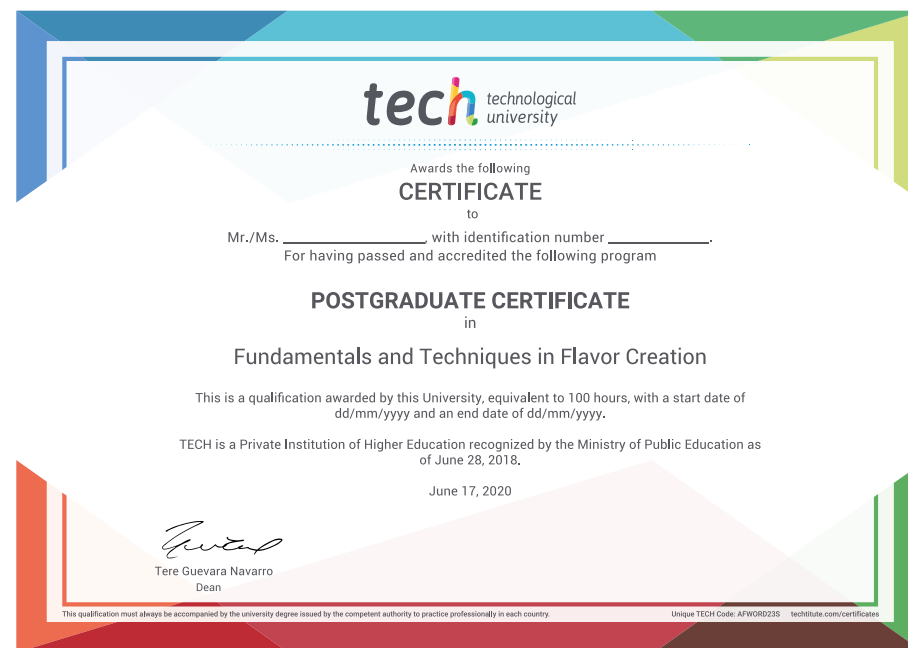 tech technological
university
Awards the following
CERTIFICATE
to
Mr./Ms. ____________________, with identification number ______________.
For having passed and accredited the following program
POSTGRADUATE CERTIFICATE
in
Fundamentals and Techniques in Flavor Creation
This is a qualification awarded by this University, equivalent to 100 hours, with a start date of
dd/mm/yyyy and an end date of dd/mm/yyyy.
TECH is a Private Institution of Higher Education recognized by the Ministry of Public Education as
of June 28, 2018.
June 17, 2020
Tere Guevara Navarro
Dean
This qualification must always be accompanied by the university degree issued by the competent authority to practice professionally in each country. Unique TECH Code: AFWORD23S techtitute.com/certificates